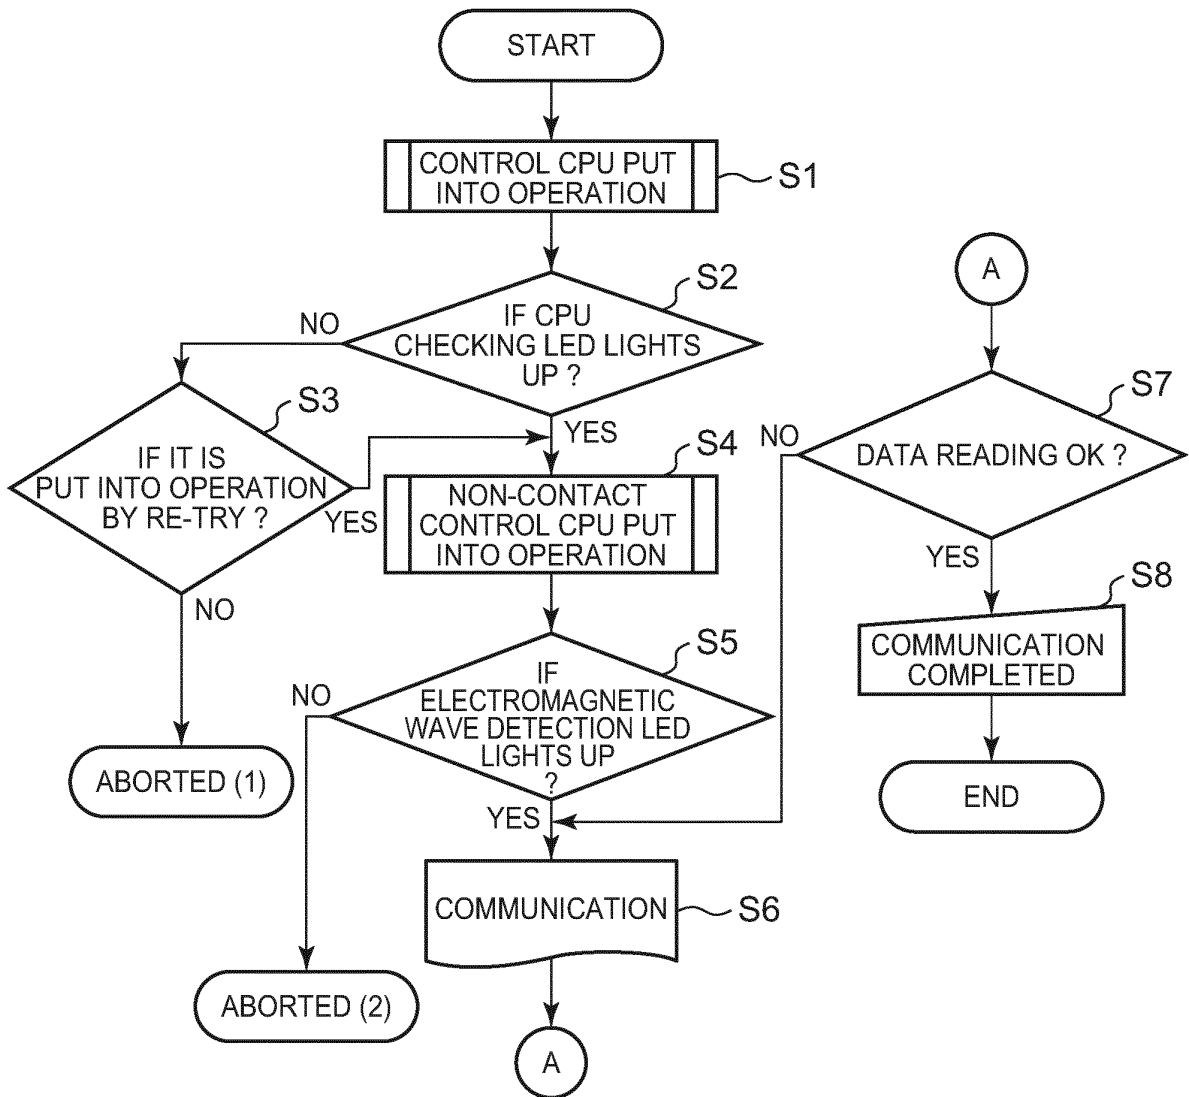 START
CONTROL CPU PUT
INTO OPERATION
S1
S2
IF CPU
CHECKING LED LIGHTS
UP ?
NO
YES
S3
IF IT IS
PUT INTO OPERATION
BY RE-TRY ?
YES
NO
ABORTED (1)
S4
NON-CONTACT
CONTROL CPU PUT
INTO OPERATION
S5
IF
ELECTROMAGNETIC
WAVE DETECTION LED
LIGHTS UP
?
NO
YES
ABORTED (2)
COMMUNICATION
S6
A
A
S7
DATA READING OK ?
NO
YES
S8
COMMUNICATION
COMPLETED
END